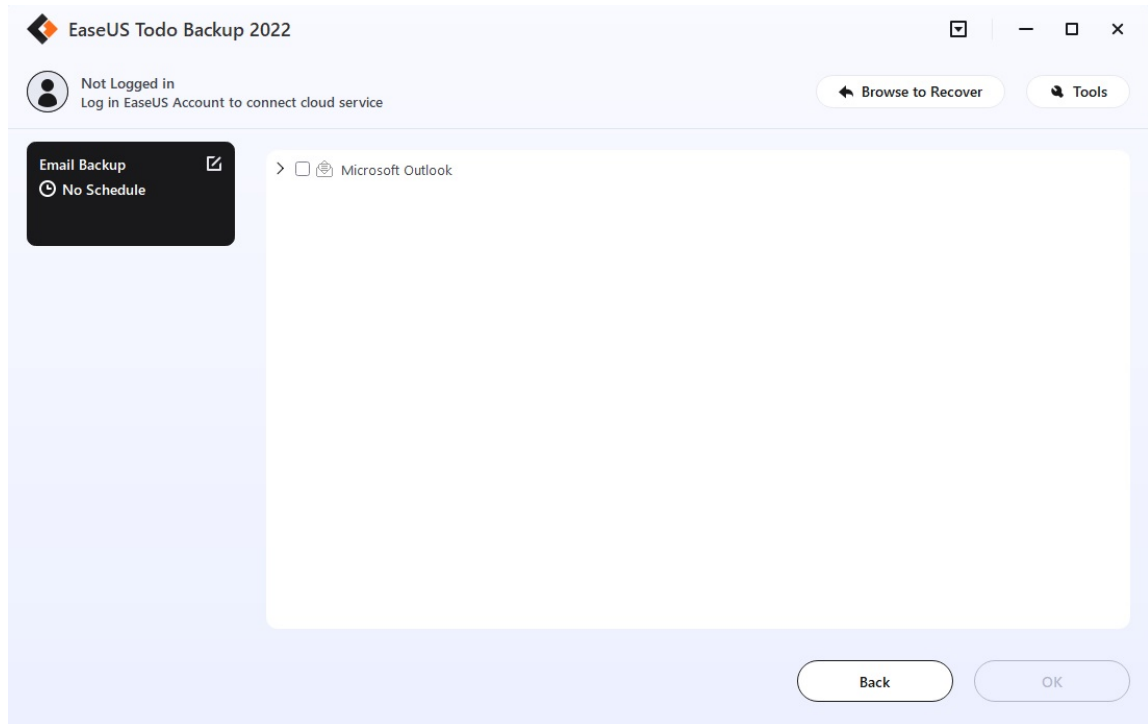 EaseUS Todo Backup 2022
Not Logged in
Log in EaseUS Account to connect cloud service
Browse to Recover
Tools
Email Backup
No Schedule
Microsoft Outlook
Back
OK